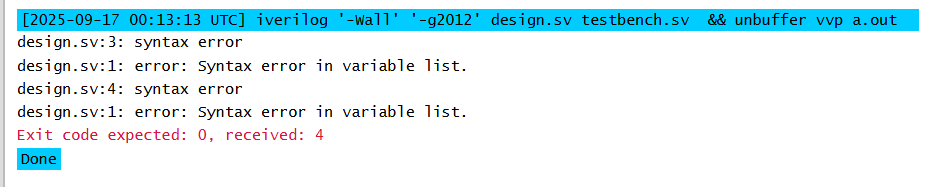 [2025-09-17 00:13:13 UTC] iverilog '-Wall' '-g2012' design.sv testbench.sv  && unbuffer vvp a.out
design.sv:3: syntax error
design.sv:1: error: Syntax error in variable list.
design.sv:4: syntax error
design.sv:1: error: Syntax error in variable list.
Exit code expected: 0, received: 4
Done